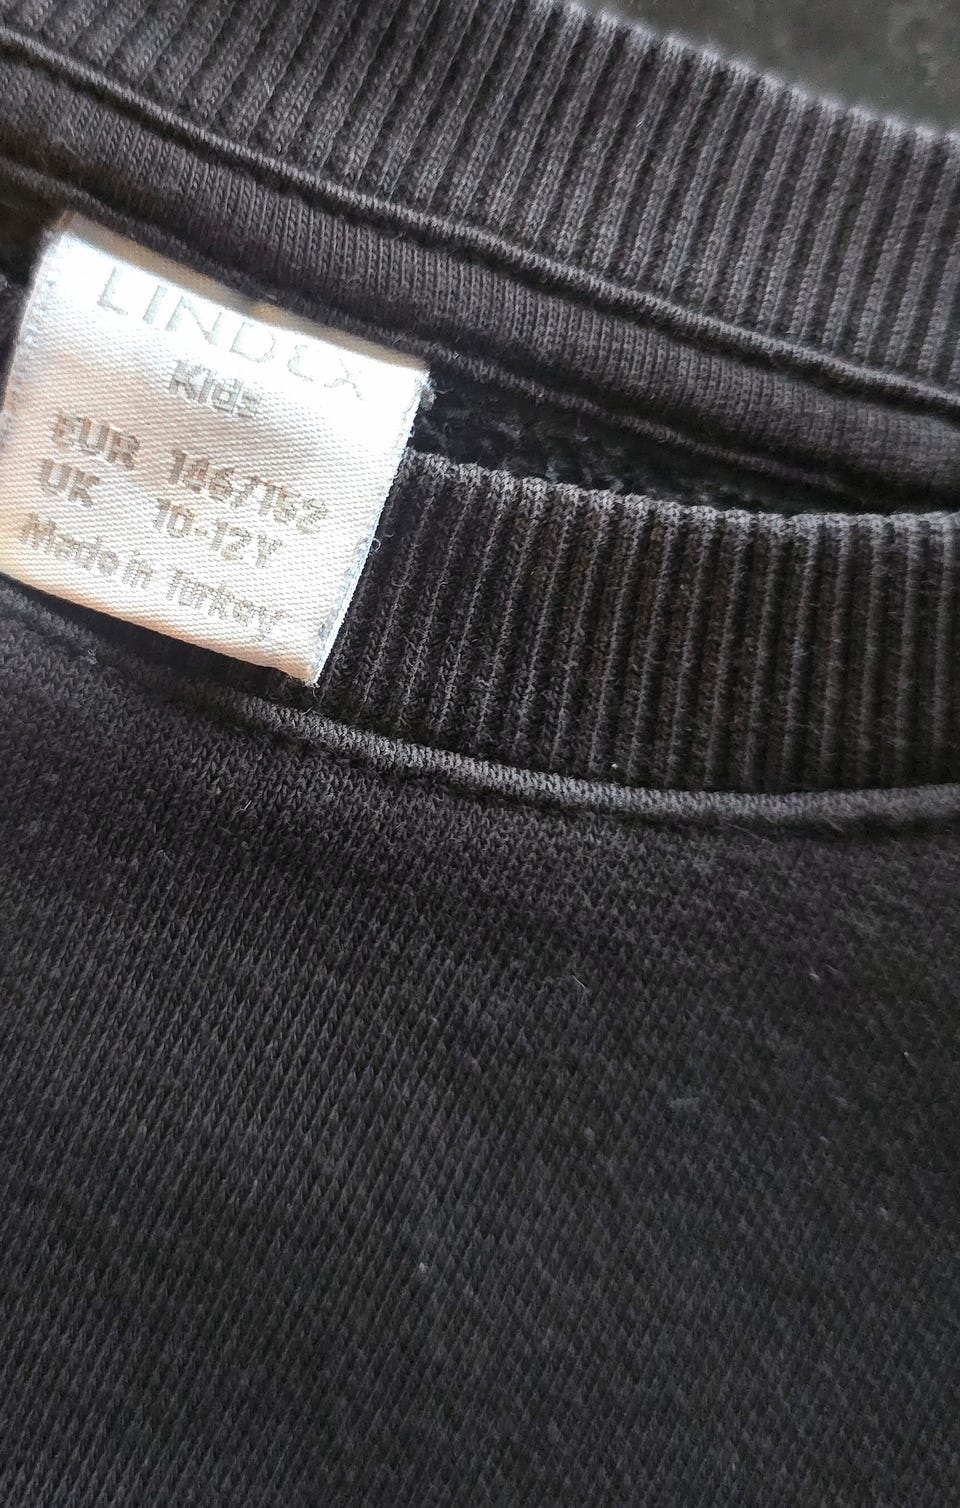 LINDEX
Kids
EUR 146/152
UK 10-12Y
Made in Turkey